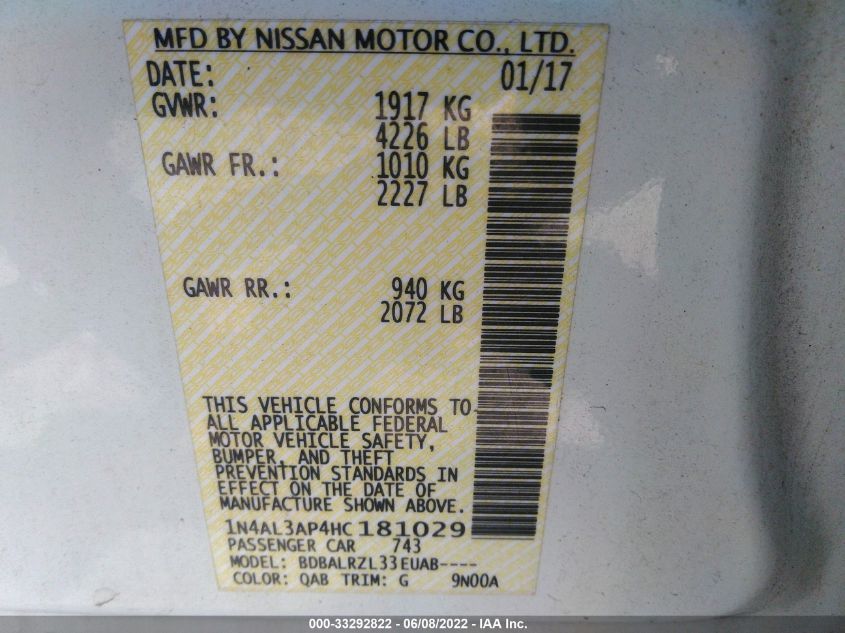 MFD BY NISSAN MOTOR CO., LTD.
DATE: 01/17
GVWR: 1917 KG
4226 LB
GAWR FR.: 1010 KG
2227 LB
GAWR RR.: 940 KG
2072 LB
THIS VEHICLE CONFORMS TO
ALL APPLICABLE FEDERAL
MOTOR VEHICLE SAFETY,
BUMPER, AND THEFT
PREVENTION STANDARDS IN
EFFECT ON THE DATE OF
MANUFACTURE SHOWN ABOVE.
1N4AL3AP4HC181029
PASSENGER CAR 743
MODEL: BDBALRZL33EUAB----
COLOR: QAB TRIM: G 9N00A
000-33292822 - 06/08/2022 - IAA Inc.